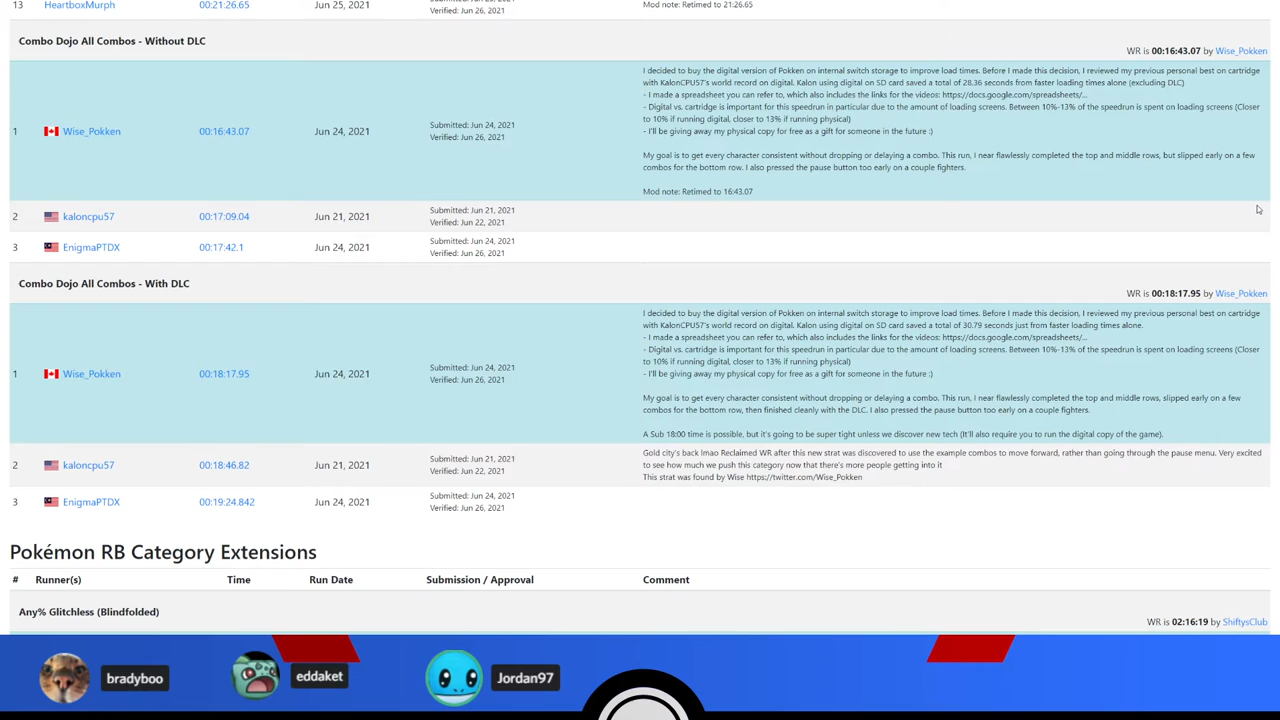 13 HeartboxMurph 00:21:26.65 Jun 25, 2021
Verified: Jun 26, 2021
Mod note: Retimed to 21:26.65
Combo Dojo All Combos - Without DLC
WR is 00:16:43.07 by Wise_Pokken
1 Wise_Pokken 00:16:43.07 Jun 24, 2021
Submitted: Jun 24, 2021
Verified: Jun 26, 2021
I decided to buy the digital version of Pokken on internal switch storage to improve load times. Before I made this decision, I reviewed my previous personal best on cartridge
with KalonCPU57's world record on digital. Kalon using digital on SD card saved a total of 28.36 seconds from faster loading times alone (excluding DLC)
- I made a spreadsheet you can refer to, which also includes the links for the videos: https://docs.google.com/spreadsheets/...
- Digital vs. cartridge is important for this speedrun in particular due to the amount of loading screens. Between 10%-13% of the speedrun is spent on loading screens (Closer
to 10% if running digital, closer to 13% if running physical)
- I'll be giving away my physical copy for free as a gift for someone in the future :)
My goal is to get every character consistent without dropping or delaying a combo. This run, I near flawlessly completed the top and middle rows, but slipped early on a few
combos for the bottom row. I also pressed the pause button too early on a couple fighters.
Mod note: Retimed to 16:43.07
2 kaloncpu57 00:17:09.04 Jun 21, 2021
Submitted: Jun 21, 2021
Verified: Jun 22, 2021
3 EnigmaPTDX 00:17:42.1 Jun 24, 2021
Submitted: Jun 24, 2021
Verified: Jun 26, 2021
Combo Dojo All Combos - With DLC
WR is 00:18:17.95 by Wise_Pokken
1 Wise_Pokken 00:18:17.95 Jun 24, 2021
Submitted: Jun 24, 2021
Verified: Jun 26, 2021
I decided to buy the digital version of Pokken on internal switch storage to improve load times. Before I made this decision, I reviewed my previous personal best on cartridge
with KalonCPU57's world record on digital. Kalon using digital on SD card saved a total of 30.79 seconds just from faster loading times alone.
- I made a spreadsheet you can refer to, which also includes the links for the videos: https://docs.google.com/spreadsheets/...
- Digital vs. cartridge is important for this speedrun in particular due to the amount of loading screens. Between 10%-13% of the speedrun is spent on loading screens (Closer
to 10% if running digital, closer to 13% if running physical)
- I'll be giving away my physical copy for free as a gift for someone in the future :)
My goal is to get every character consistent without dropping or delaying a combo. This run, I near flawlessly completed the top and middle rows, slipped early on a few
combos for the bottom row, then finished cleanly with the DLC. I also pressed the pause button too early on a couple fighters.
A Sub 18:00 time is possible, but it's going to be super tight unless we discover new tech (It'll also require you to run the digital copy of the game).
2 kaloncpu57 00:18:46.82 Jun 21, 2021
Submitted: Jun 21, 2021
Verified: Jun 22, 2021
Gold city's back lmao Reclaimed WR after this new strat was discovered to use the example combos to move forward, rather than going through the pause menu. Very excited
to see how much we push this category now that there's more people getting into it
This strat was found by Wise https://twitter.com/Wise_Pokken
3 EnigmaPTDX 00:19:24.842 Jun 24, 2021
Submitted: Jun 24, 2021
Verified: Jun 26, 2021
Pokémon RB Category Extensions
# Runner(s) Time Run Date Submission / Approval Comment
Any% Glitchless (Blindfolded)
WR is 02:16:19 by ShiftysClub
bradyboo eddaket Jordan97